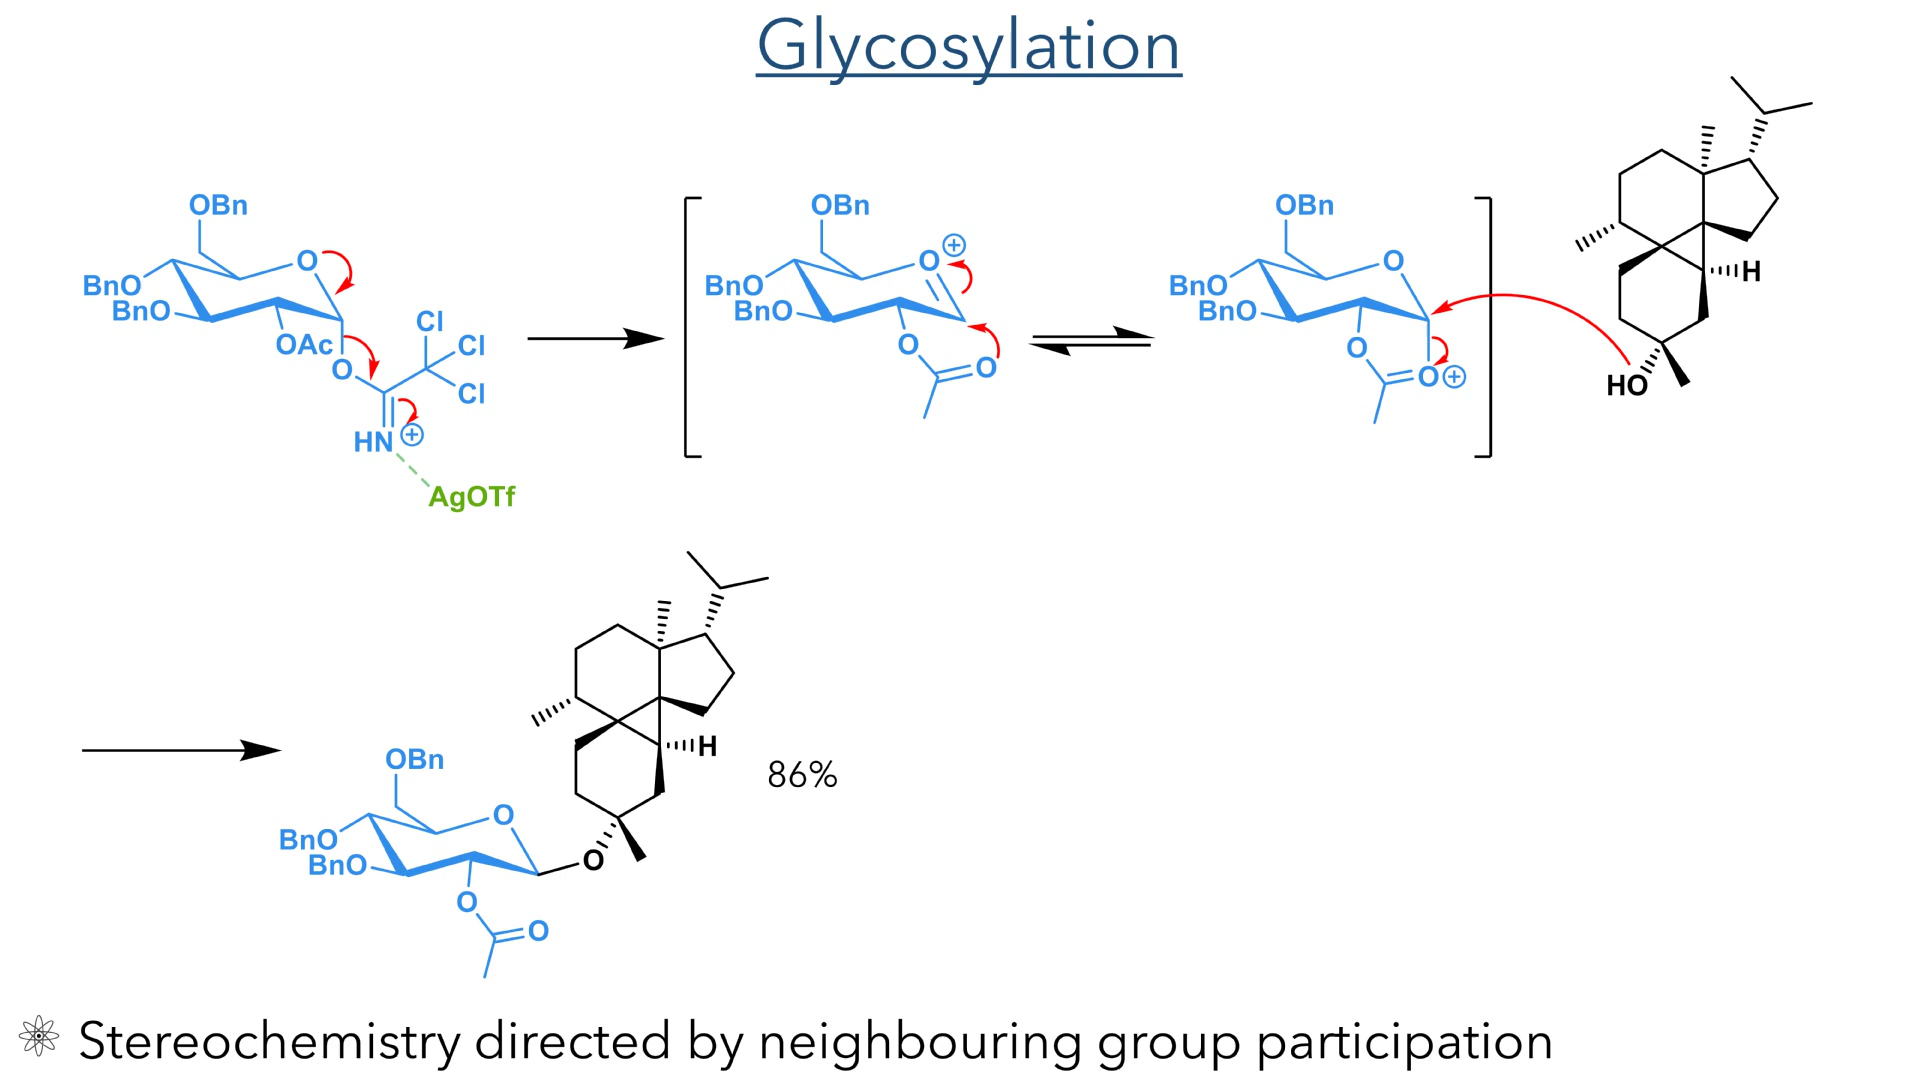 Glycosylation
OBn
O
BnO
BnO
OAc
O
Cl
Cl
Cl
HN ⊕
AgOTf
OBn
O ⊕
BnO
BnO
O
O
OBn
O
BnO
BnO
O
O ⊕
H
HO
OBn
O
BnO
BnO
O
O
O
H
86%
Stereochemistry directed by neighbouring group participation